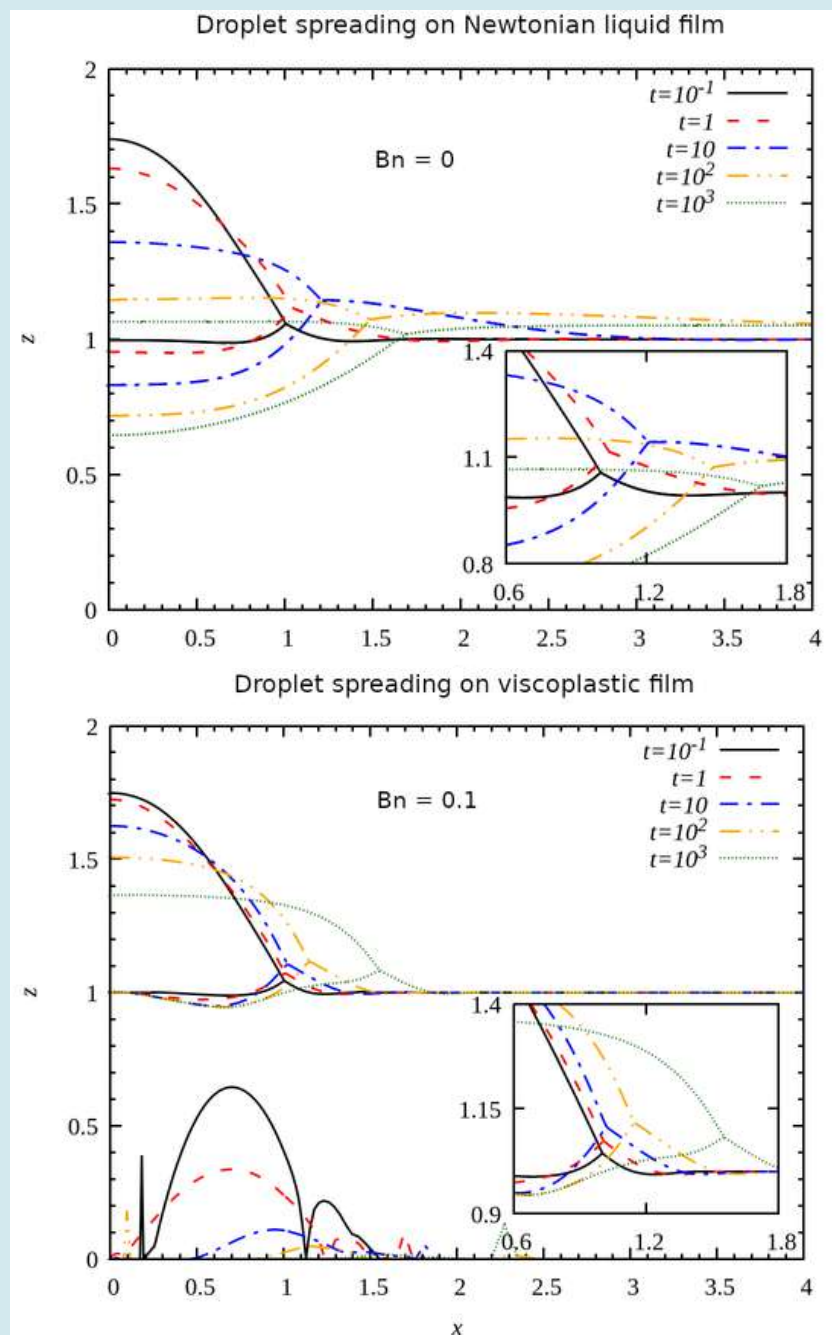 Droplet spreading on Newtonian liquid film
2
t=10⁻¹
t=1
Bn = 0
t=10
t=10²
1.5
t=10³
z
1
1.4
1.1
0.5
0.8
0.6 1.2 1.8
0
0 0.5 1 1.5 2 2.5 3 3.5 4
Droplet spreading on viscoplastic film
2
t=10⁻¹
t=1
Bn = 0.1
t=10
t=10²
1.5
t=10³
z
1
1.4
1.15
0.5
0.9
0.6 1.2 1.8
0
0 0.5 1 1.5 2 2.5 3 3.5 4
x